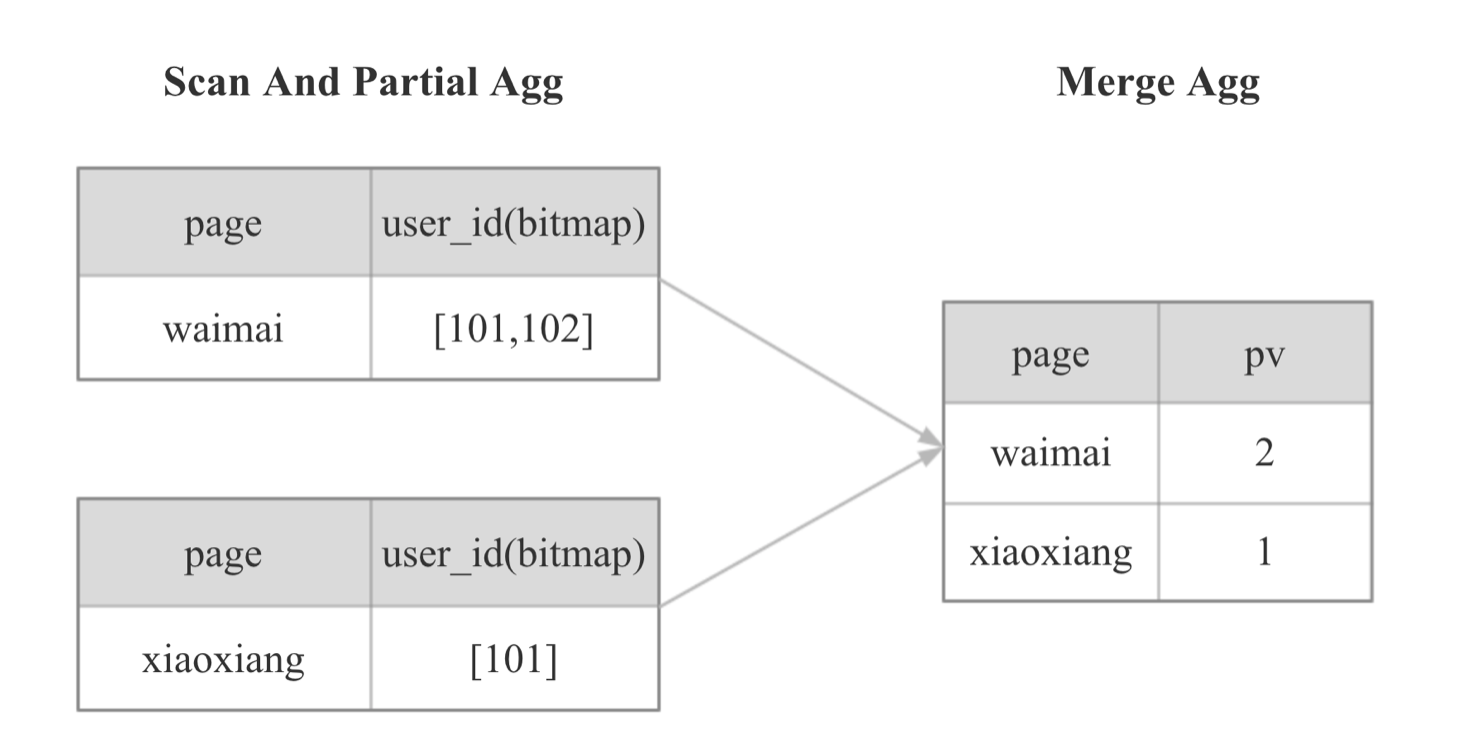 Scan And Partial Agg
page user_id(bitmap)
waimai [101,102]
page user_id(bitmap)
xiaoxiang [101]
Merge Agg
page pv
waimai 2
xiaoxiang 1